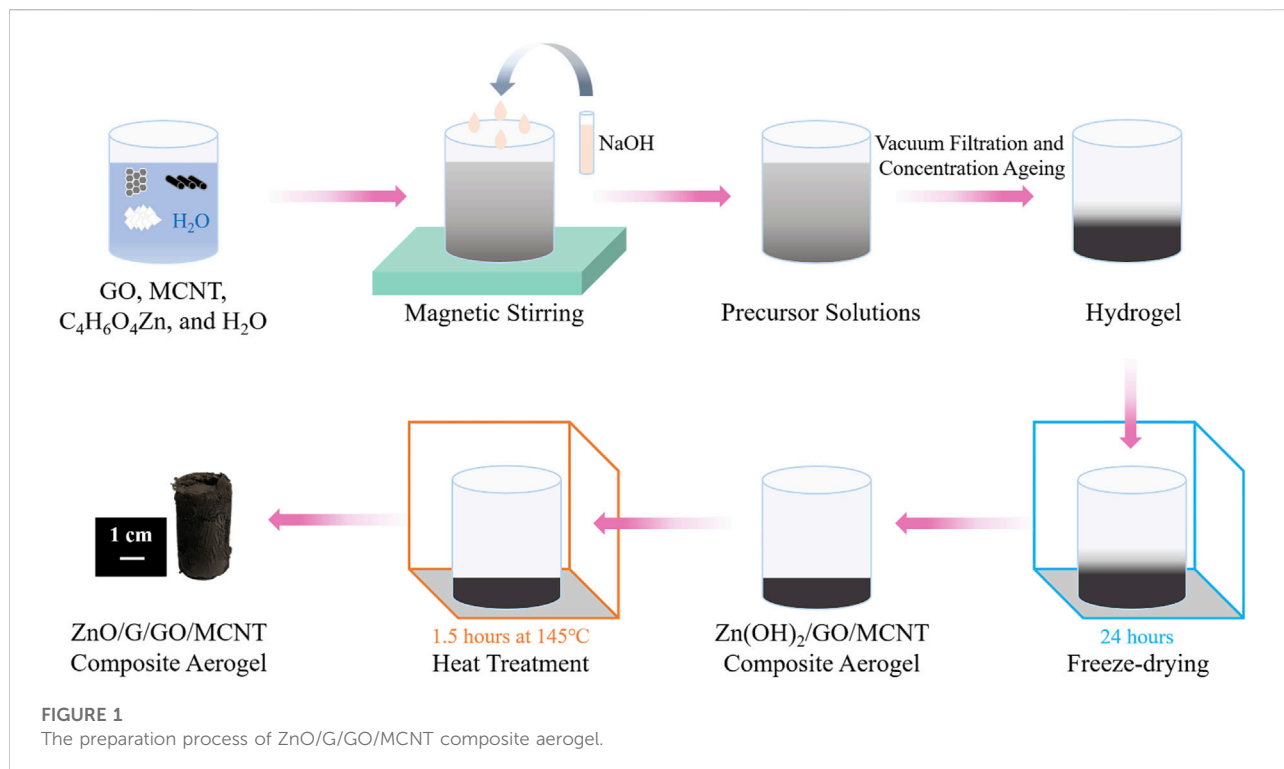 NaOH
H₂O
Vacuum Filtration and
Concentration Ageing
GO, MCNT,
C₄H₆O₄Zn, and H₂O
Magnetic Stirring
Precursor Solutions
Hydrogel
1 cm
ZnO/G/GO/MCNT
Composite Aerogel
1.5 hours at 145℃
Heat Treatment
Zn(OH)₂/GO/MCNT
Composite Aerogel
24 hours
Freeze-drying
FIGURE 1
The preparation process of ZnO/G/GO/MCNT composite aerogel.